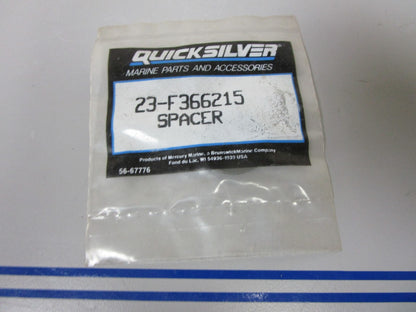 QUICKSILVER
MARINE PARTS AND ACCESSORIES
23-F366215
SPACER
Products of Mercury Marine, a Brunswick Marine Company
Fond du Lac, WI 54936-1939 USA
56-67776